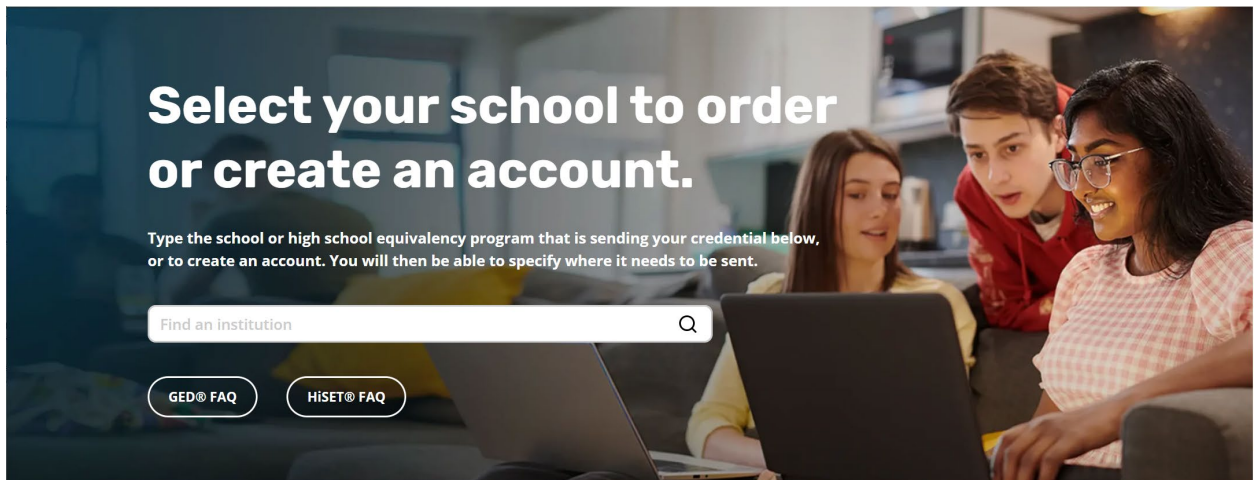 Select your school to order
or create an account.
Type the school or high school equivalency program that is sending your credential below,
or to create an account. You will then be able to specify where it needs to be sent.
Find an institution
GED® FAQ
HiSET® FAQ